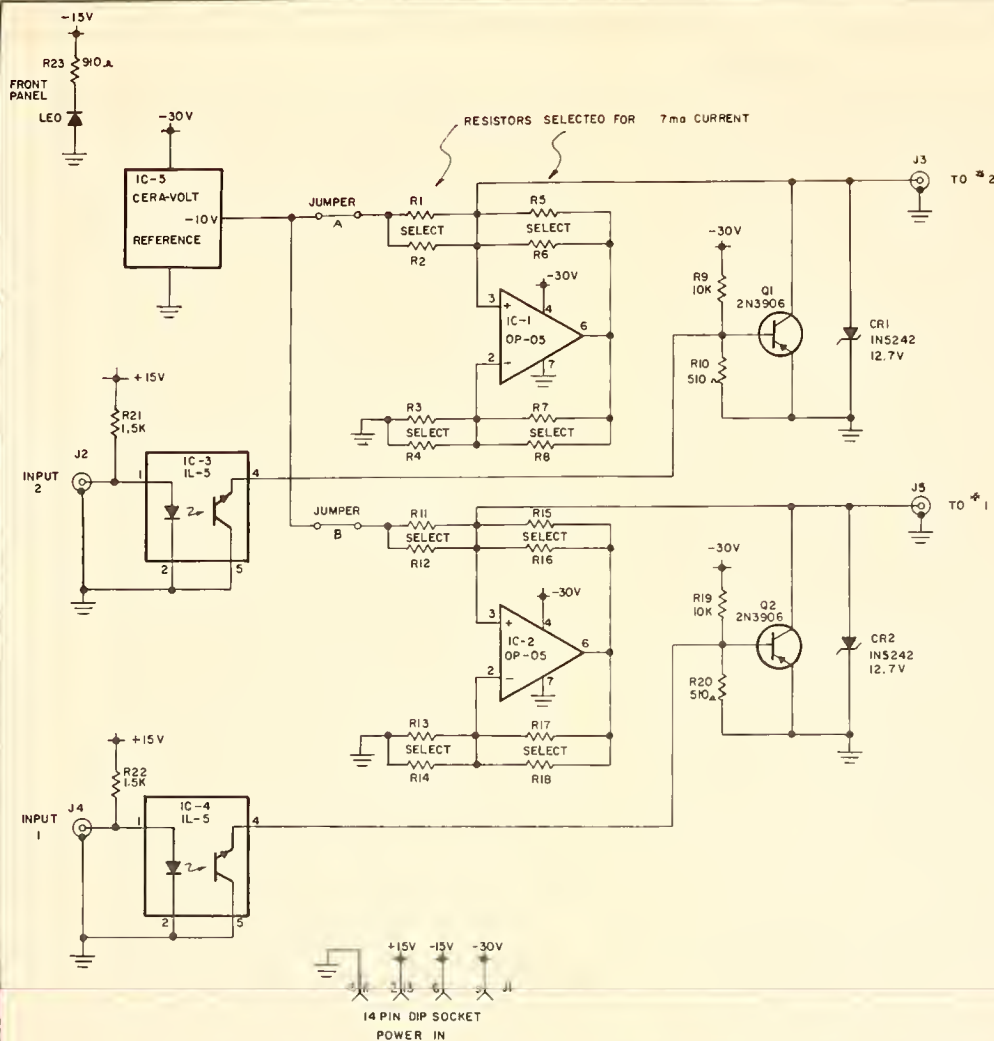 -15V
R23 910Ω
FRONT
PANEL
LED
-30V
IC-5
CERA-VOLT
-10V
REFERENCE
RESISTORS SELECTED FOR 7ma CURRENT
JUMPER
A
R1
SELECT
R2
R5
SELECT
R6
-30V
3
+
4
IC-1
OP-05
6
2
-
7
R3
SELECT
R4
R7
SELECT
R8
J3
TO #2
-30V
R9
10K
Q1
2N3906
R10
510Ω
CR1
IN5242
12.7V
+15V
R21
1.5K
J2
INPUT
2
IC-3
IL-5
1
4
2
5
JUMPER
B
R11
SELECT
R12
R15
SELECT
R16
-30V
3
+
4
IC-2
OP-05
6
2
-
7
R13
SELECT
R14
R17
SELECT
R18
J5
TO #1
-30V
R19
10K
Q2
2N3906
R20
510Ω
CR2
IN5242
12.7V
+15V
R22
1.5K
J4
INPUT
1
IC-4
IL-5
1
4
2
5
+15V -15V -30V
J1
14 PIN DIP SOCKET
POWER IN